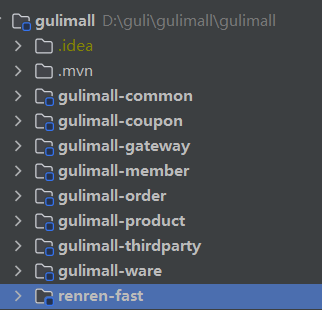 gulimall D:\guli\gulimall\gulimall
.idea
.mvn
gulimall-common
gulimall-coupon
gulimall-gateway
gulimall-member
gulimall-order
gulimall-product
gulimall-thirdparty
gulimall-ware
renren-fast